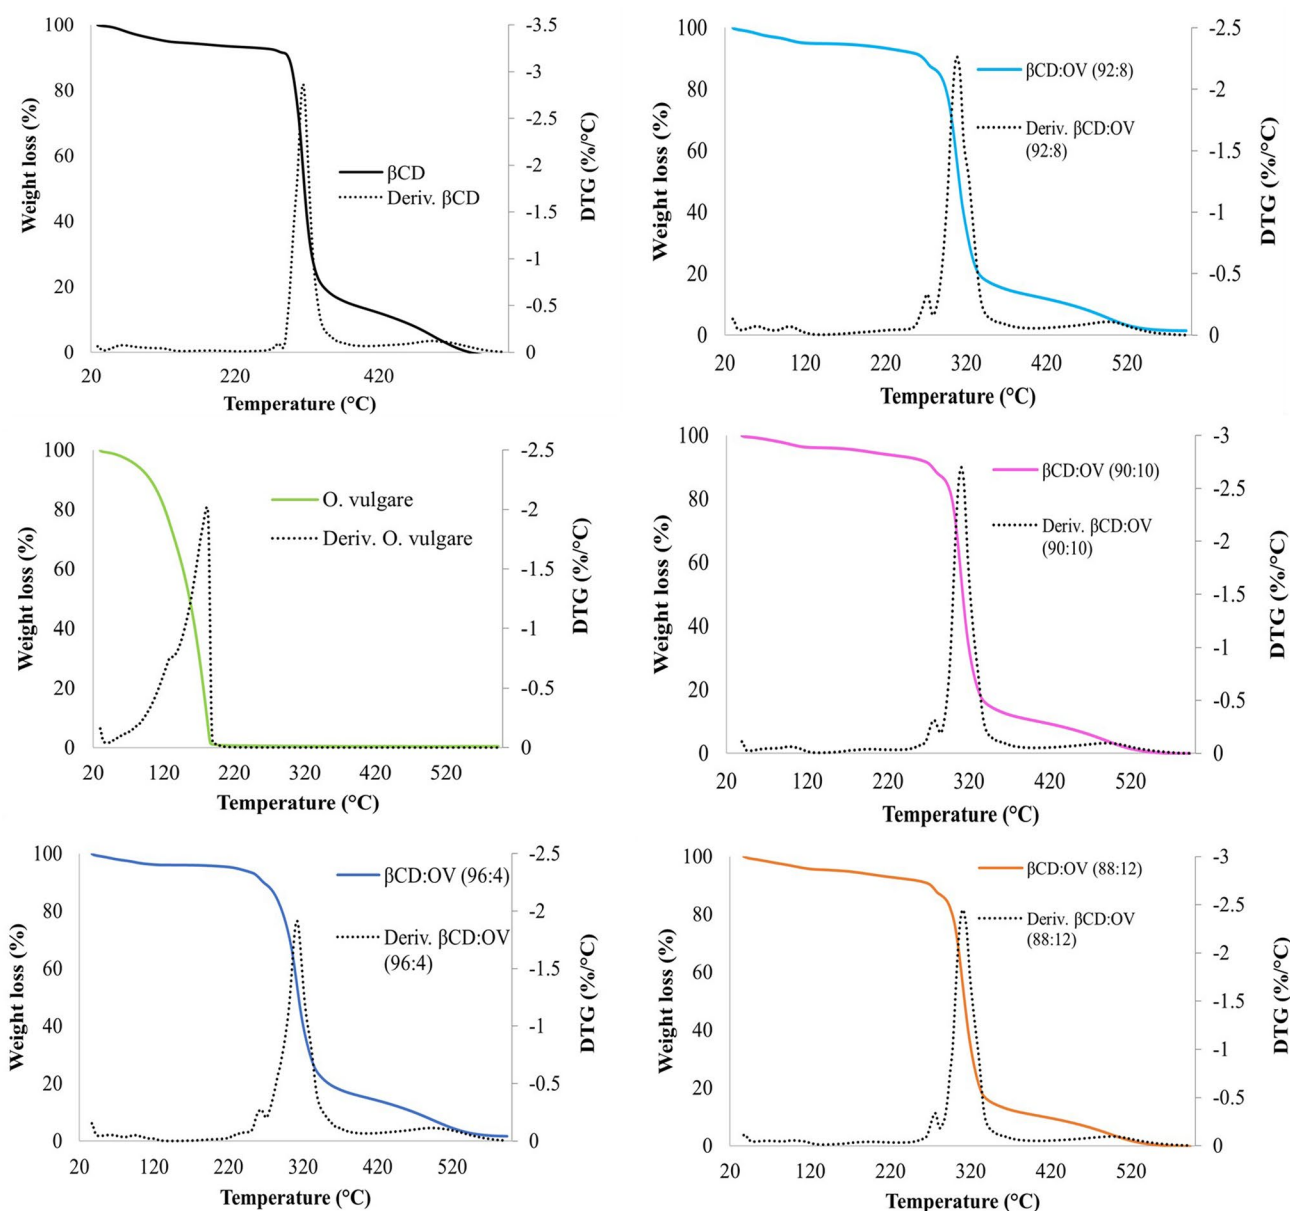 100
80
60
40
20
0
Weight loss (%)
-3.5
-3
-2.5
-2
-1.5
-1
-0.5
0
DTG (%/°C)
βCD
Deriv. βCD
20 220 420
Temperature (°C)
100
80
60
40
20
0
Weight loss (%)
-2.5
-2
-1.5
-1
-0.5
0
DTG (%/°C)
βCD:OV (92:8)
Deriv. βCD:OV
(92:8)
20 120 220 320 420 520
Temperature (°C)
100
80
60
40
20
0
Weight loss (%)
-2.5
-2
-1.5
-1
-0.5
0
DTG (%/°C)
O. vulgare
Deriv. O. vulgare
20 120 220 320 420 520
Temperature (°C)
100
80
60
40
20
0
Weight loss (%)
-3
-2.5
-2
-1.5
-1
-0.5
0
DTG (%/°C)
βCD:OV (90:10)
Deriv. βCD:OV
(90:10)
20 120 220 320 420 520
Temperature (°C)
100
80
60
40
20
0
Weight loss (%)
-2.5
-2
-1.5
-1
-0.5
0
DTG (%/°C)
βCD:OV (96:4)
Deriv. βCD:OV
(96:4)
20 120 220 320 420 520
Temperature (°C)
100
80
60
40
20
0
Weight loss (%)
-3
-2.5
-2
-1.5
-1
-0.5
0
DTG (%/°C)
βCD:OV (88:12)
Deriv. βCD:OV
(88:12)
20 120 220 320 420 520
Temperature (°C)